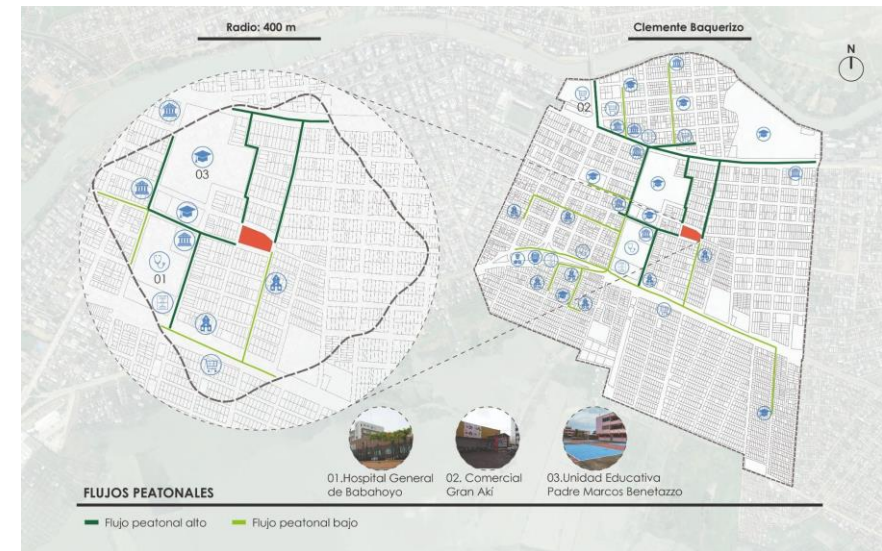 Radio: 400 m
Clemente Baquerizo
N
02
03
01
01.Hospital General
de Babahoyo
02. Comercial
Gran Akí
03.Unidad Educativa
Padre Marcos Benetazzo
FLUJOS PEATONALES
Flujo peatonal alto
Flujo peatonal bajo